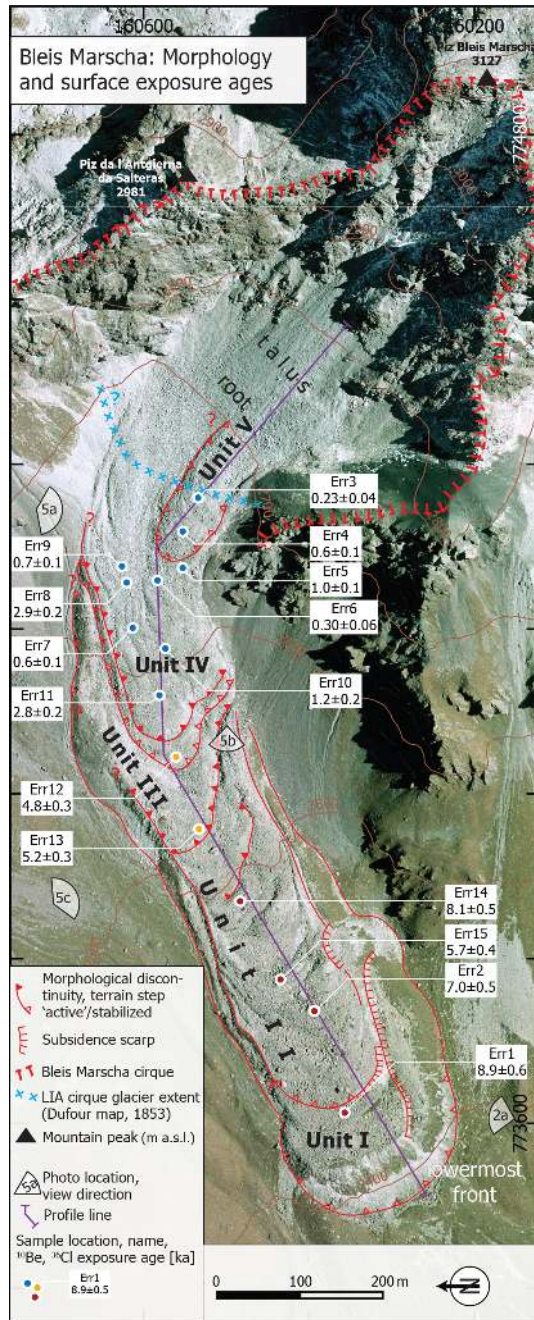 160600
160200
Bleis Marscha: Morphology
and surface exposure ages
Piz Bleis Marscha
3127
774800
2900
Piz da l'Antgierna
da Salteras
2981
talus
root
Unit V
?
5a
Err3
0.23±0.04
Err4
0.6±0.1
Err9
0.7±0.1
Err5
1.0±0.1
Err8
2.9±0.2
Err6
0.30±0.06
Err7
0.6±0.1
Unit IV
Err11
2.8±0.2
Err10
1.2±0.2
5b
Unit III
Err12
4.8±0.3
Err13
5.2±0.3
5c
Unit II
Err14
8.1±0.5
Err15
5.7±0.4
Err2
7.0±0.5
Err1
8.9±0.6
2a
773600
Unit I
lowermost
front
Morphological discon-
tinuity, terrain step
'active'/stabilized
Subsidence scarp
Bleis Marscha cirque
LIA cirque glacier extent
(Dufour map, 1853)
Mountain peak (m a.s.l.)
5a
Photo location,
view direction
Profile line
Sample location, name,
¹⁰Be, ³⁶Cl exposure age [ka]
Err1
8.9±0.5
0 100 200 m
N